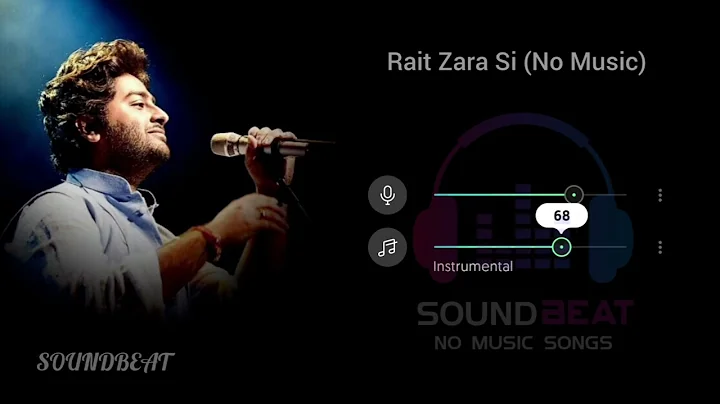 Rait Zara Si (No Music)
68
Instrumental
SOUNDBEAT
NO MUSIC SONGS
SOUNDBEAT